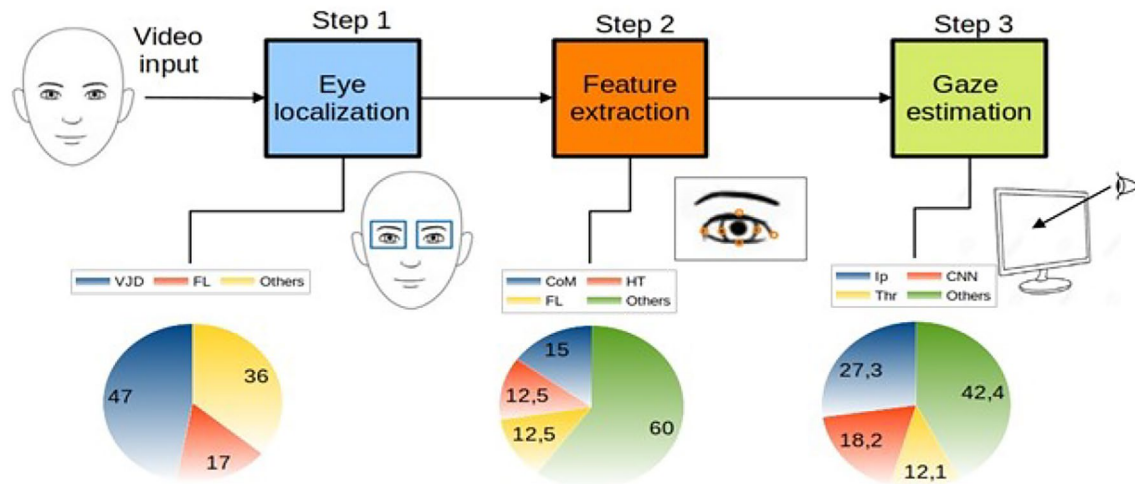 Step 1
Step 2
Step 3
Video
input
Eye
localization
Feature
extraction
Gaze
estimation
VJD FL Others
CoM HT
FL Others
Ip CNN
Thr Others
47
36
17
15
12,5
12,5
60
27,3
42,4
18,2
12,1